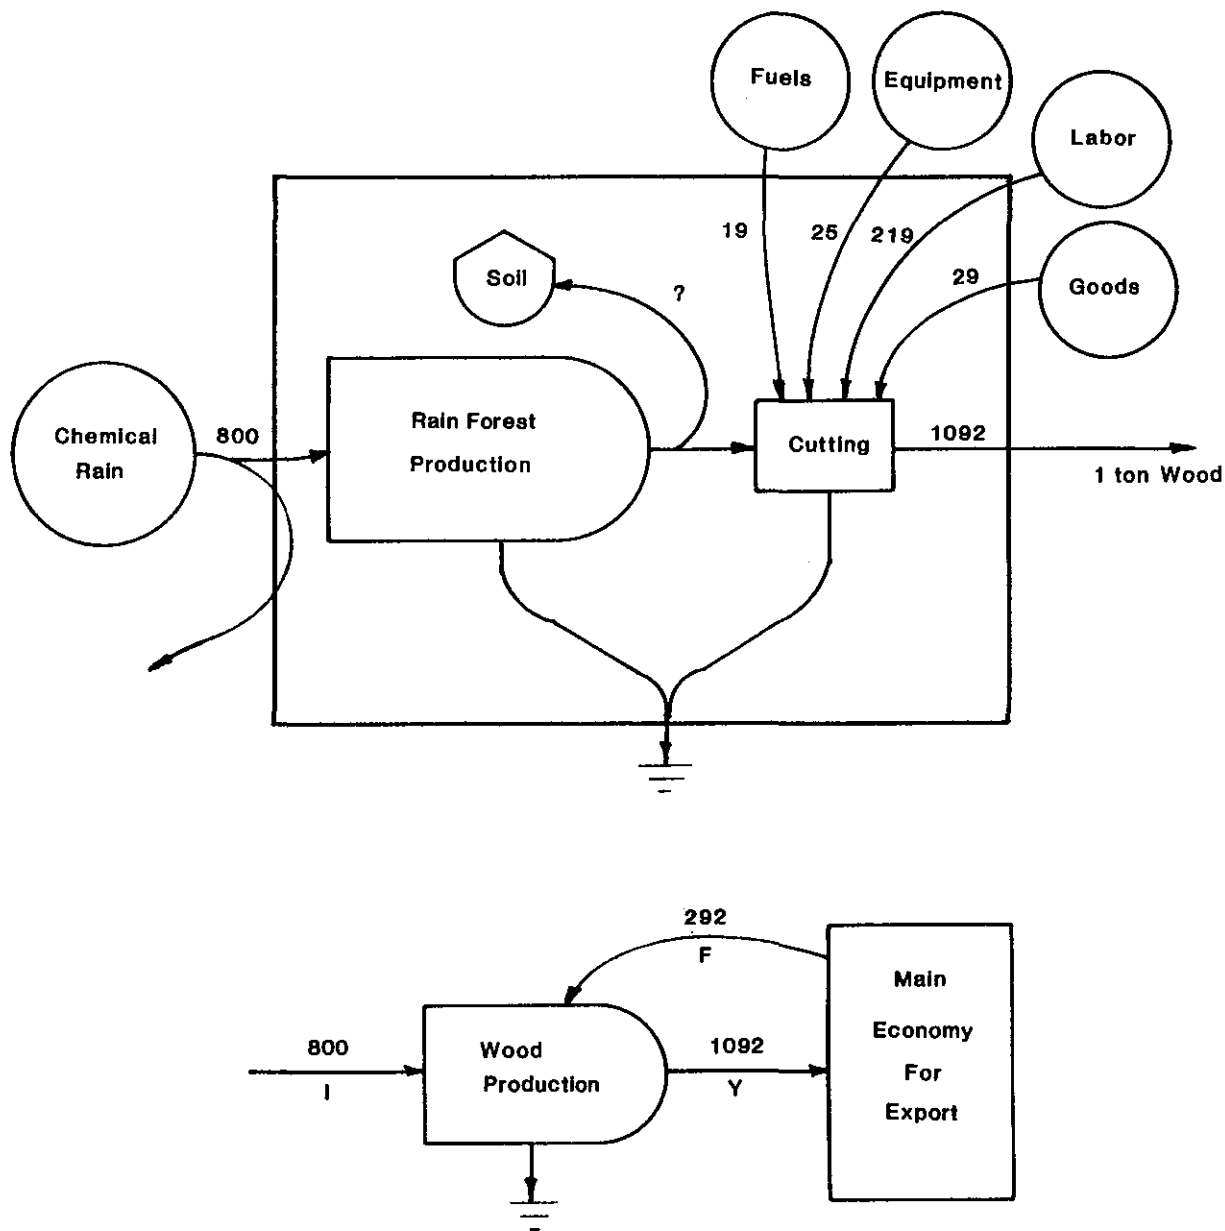 Fuels
Equipment
Labor
Goods
19
25
219
29
Soil
?
Chemical
Rain
800
Rain Forest
Production
Cutting
1092
1 ton Wood
292
F
Main
Economy
For
Export
800
I
Wood
Production
1092
Y